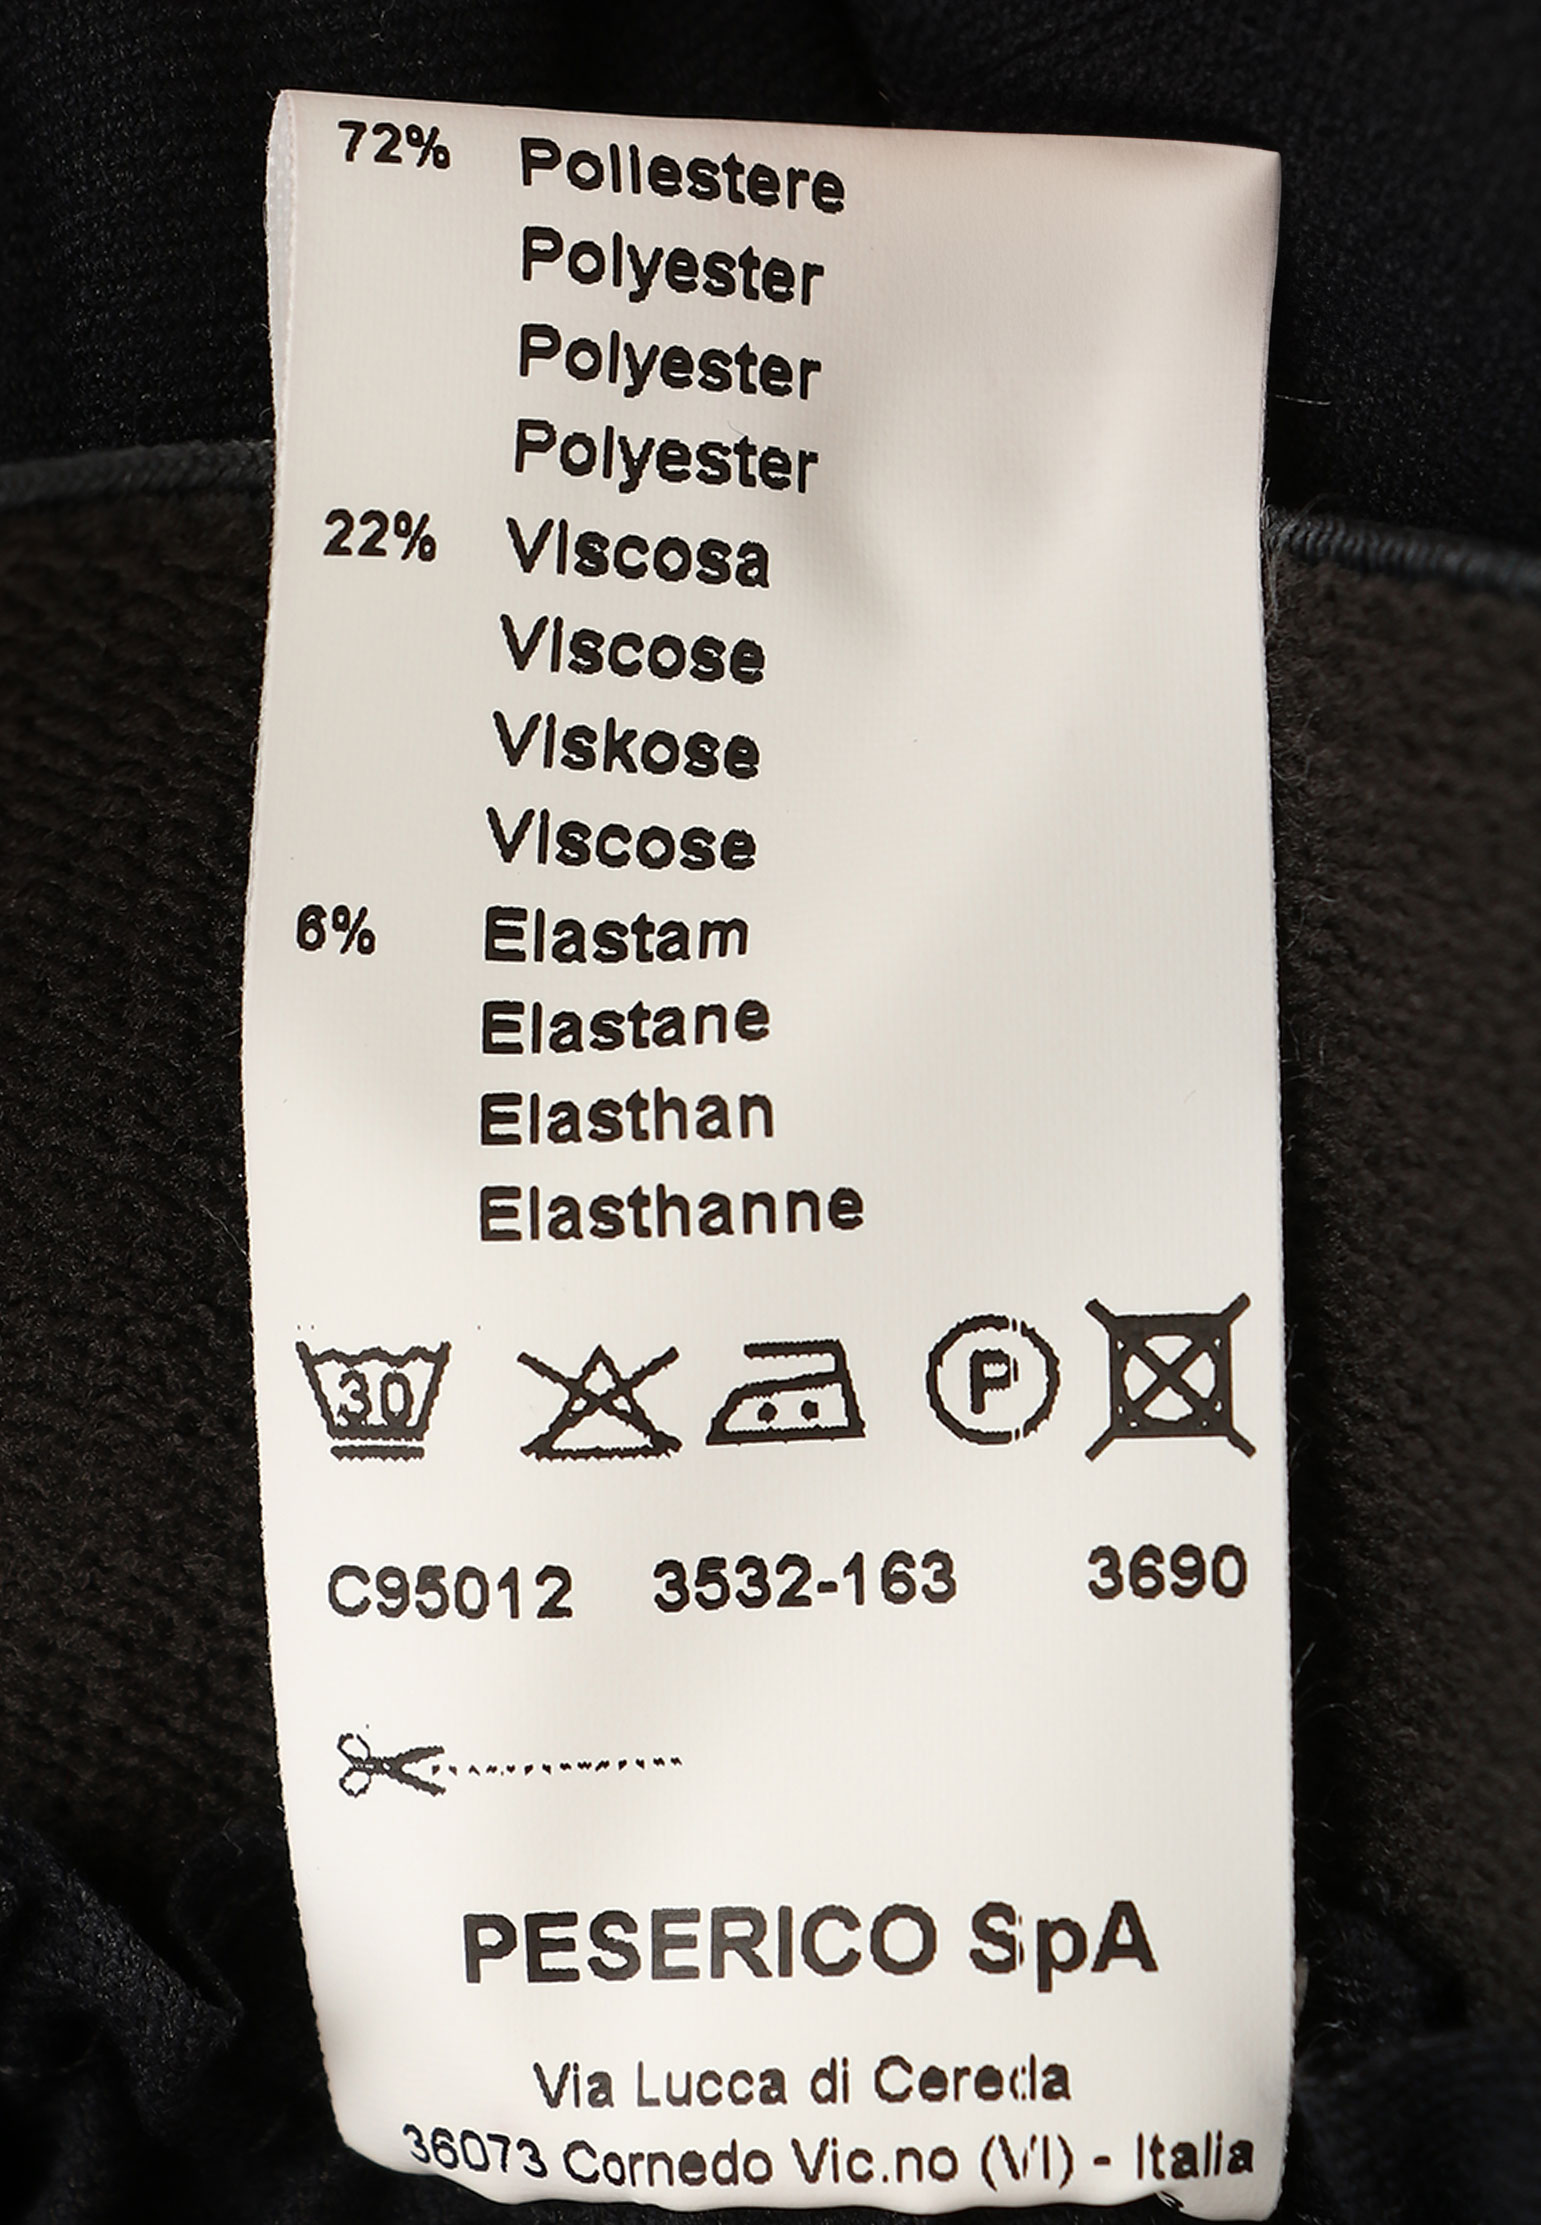 72% Poliestere
Polyester
Polyester
Polyester
22% Viscosa
Viscose
Viskose
Viscose
6% Elastam
Elastane
Elasthan
Elasthanne
30 P
C95012 3532-163 3690
PESERICO SpA
Via Lucca di Cereda
36073 Cornedo Vic.no (VI) - Italia